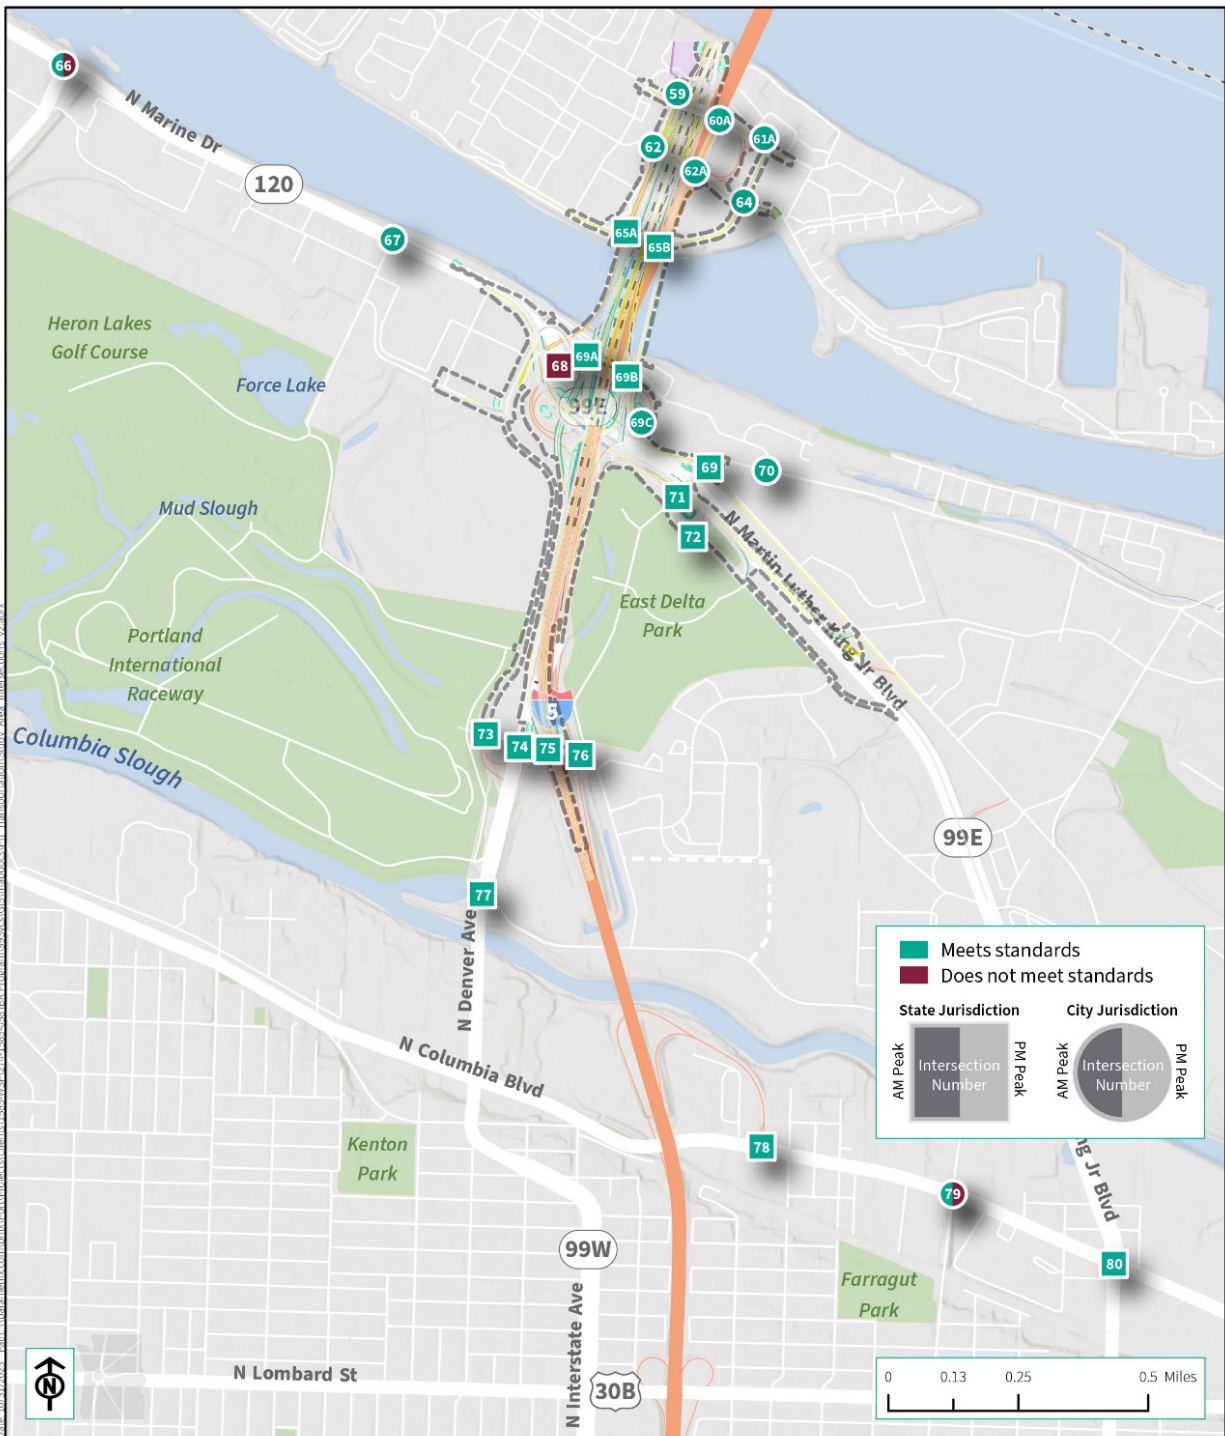 66
N Marine Dr
120
67
59
60A
61A
62
62A
64
65A
65B
Heron Lakes
Golf Course
Force Lake
68
69A
69B
99E
69C
69
70
71
72
N Martin Luther King Jr Blvd
Mud Slough
East Delta
Park
Portland
International
Raceway
5
73
74
75
76
Columbia Slough
99E
77
N Denver Ave
N Columbia Blvd
Meets standards
Does not meet standards
State Jurisdiction
City Jurisdiction
AM Peak
Intersection
Number
PM Peak
AM Peak
Intersection
Number
PM Peak
Kenton
Park
78
79
ng Jr Blvd
80
99W
Farragut
Park
N Interstate Ave
N Lombard St
30B
N
0
0.13
0.25
0.5 Miles